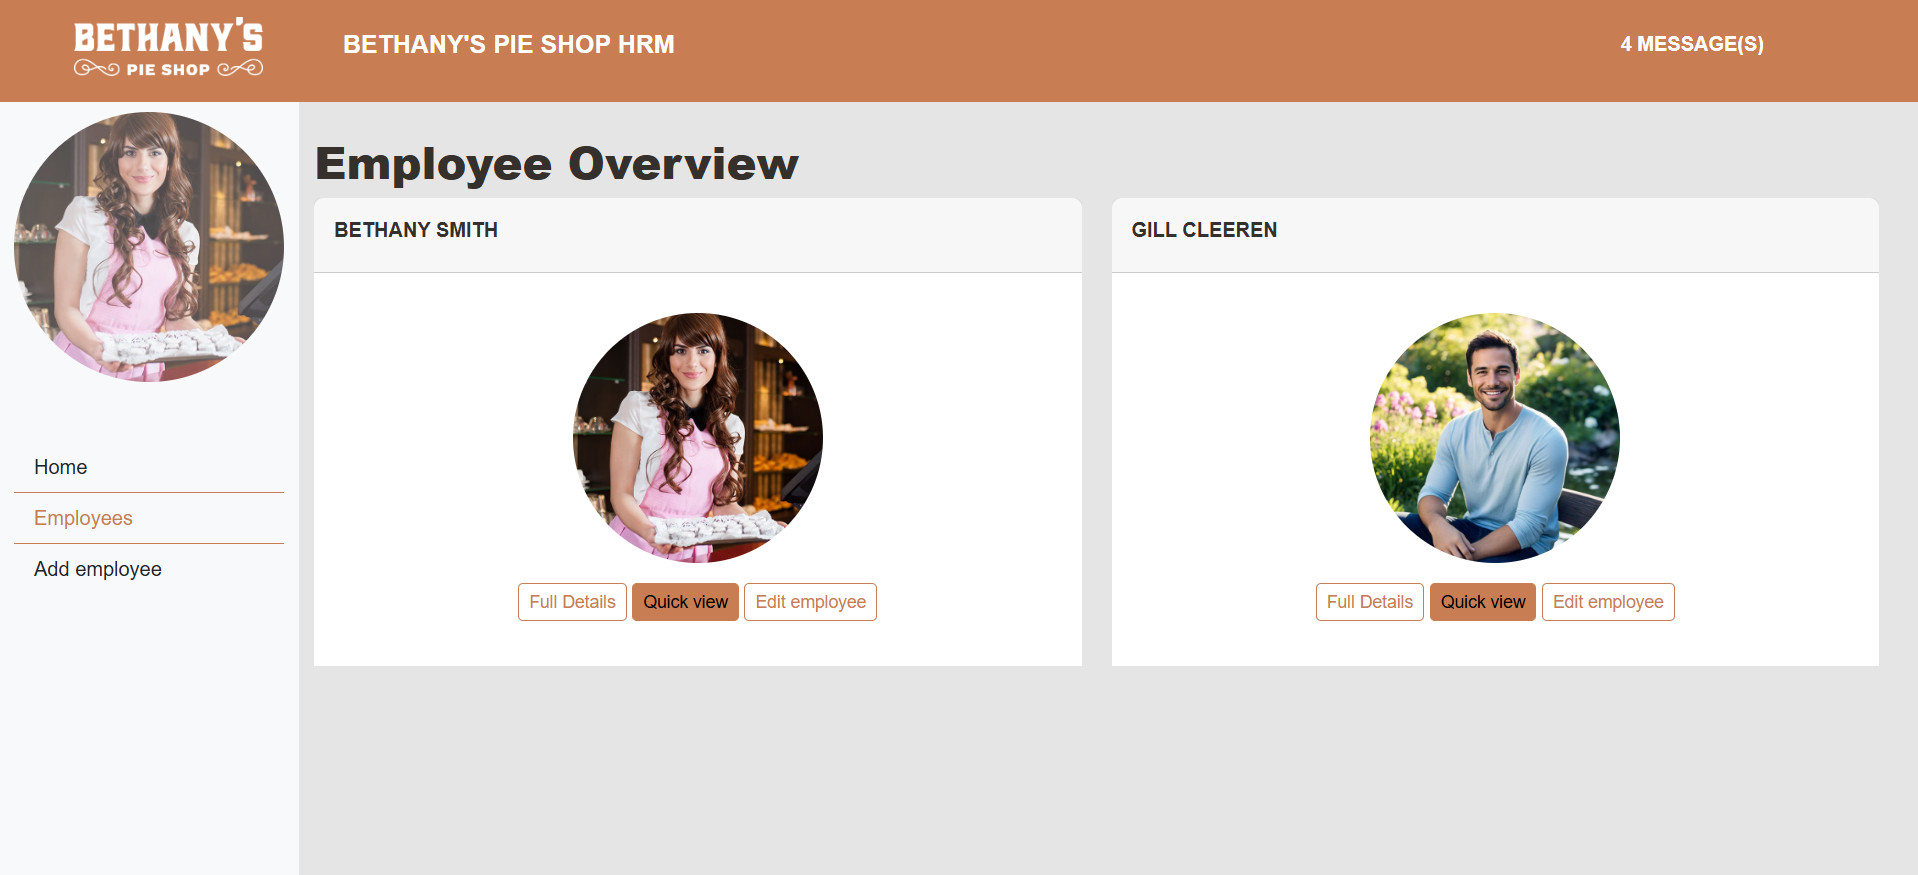 BETHANY'S
PIE SHOP
BETHANY'S PIE SHOP HRM
4 MESSAGE(S)
Home
Employees
Add employee
Employee Overview
BETHANY SMITH
Full Details
Quick view
Edit employee
GILL CLEEREN
Full Details
Quick view
Edit employee